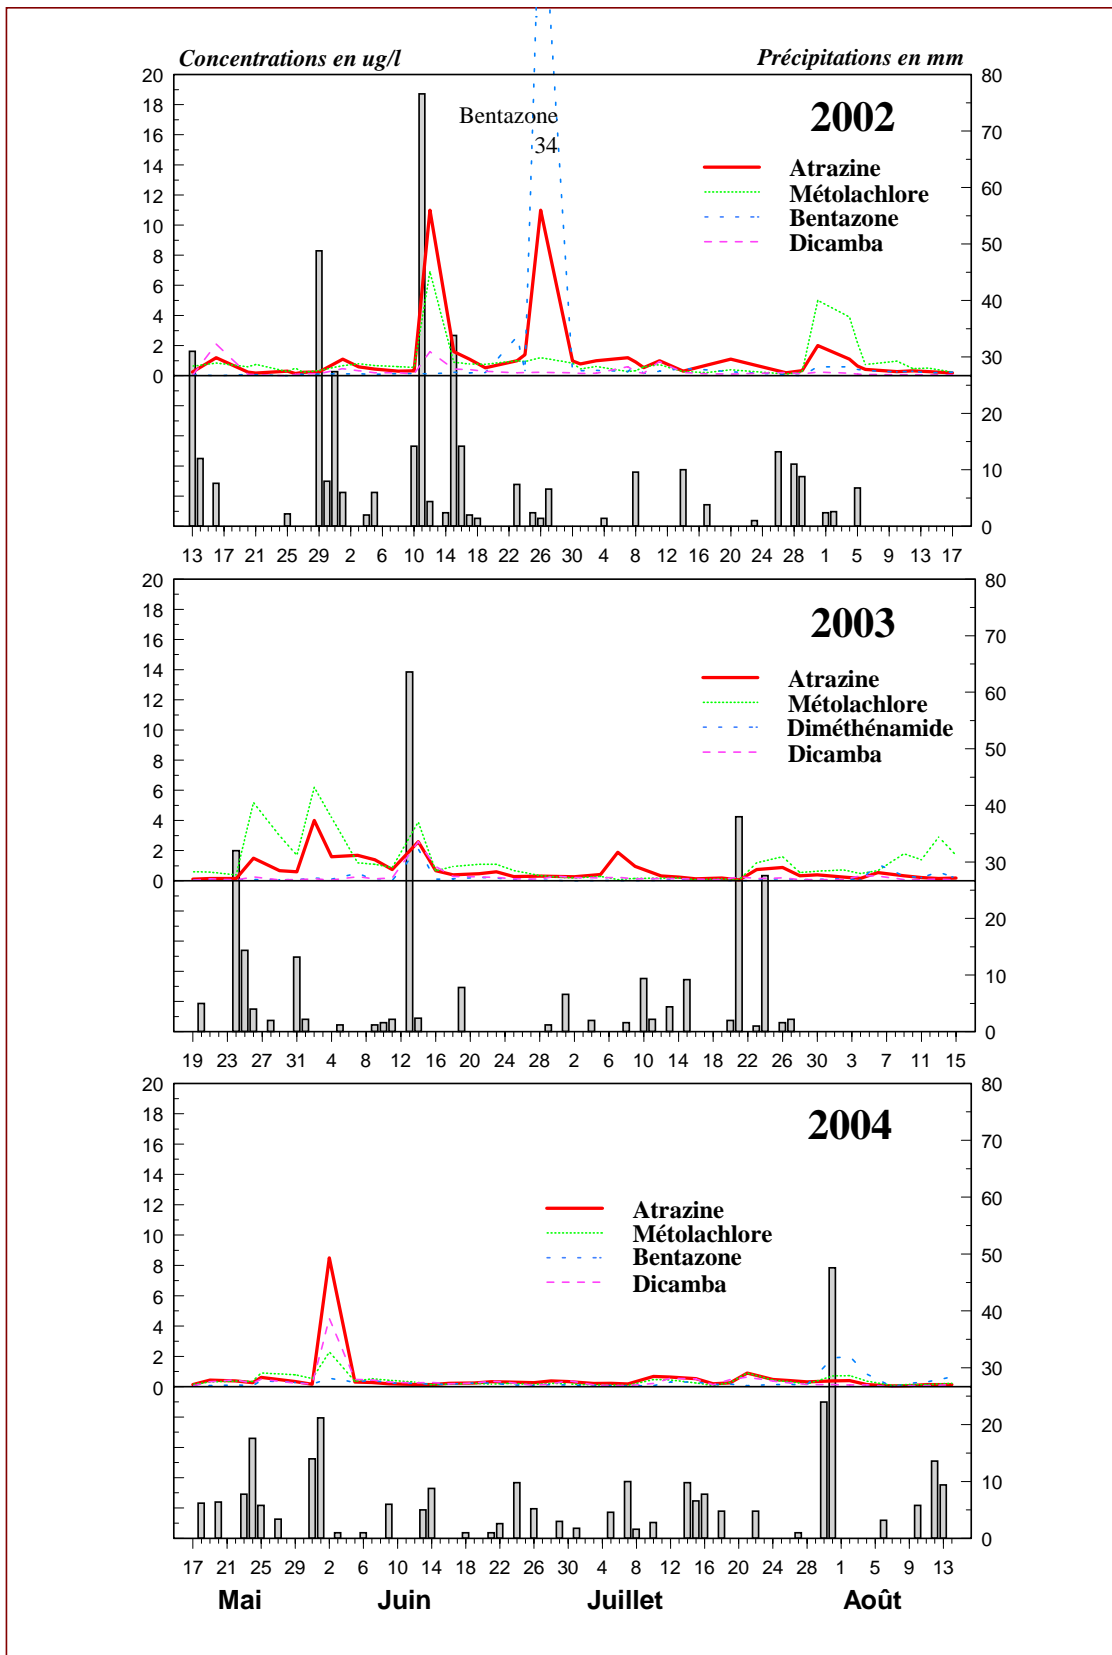 Concentrations en ug/l Précipitations en mm
20 80
18
16 70
14 60
12 50
10
8 40
6
4 30
2
0 20
10
0
2002
Bentazone
34
Atrazine
Métolachlore
Bentazone
Dicamba
13 17 21 25 29 2 6 10 14 18 22 26 30 4 8 12 16 20 24 28 1 5 9 13 17
20 80
18
16 70
14 60
12 50
10
8 40
6
4 30
2
0 20
10
0
2003
Atrazine
Métolachlore
Diméthénamide
Dicamba
19 23 27 31 4 8 12 16 20 24 28 2 6 10 14 18 22 26 30 3 7 11 15
20 80
18
16 70
14 60
12 50
10
8 40
6
4 30
2
0 20
10
0
2004
Atrazine
Métolachlore
Bentazone
Dicamba
17 21 25 29 2 6 10 14 18 22 26 30 4 8 12 16 20 24 28 1 5 9 13
Mai Juin Juillet Août